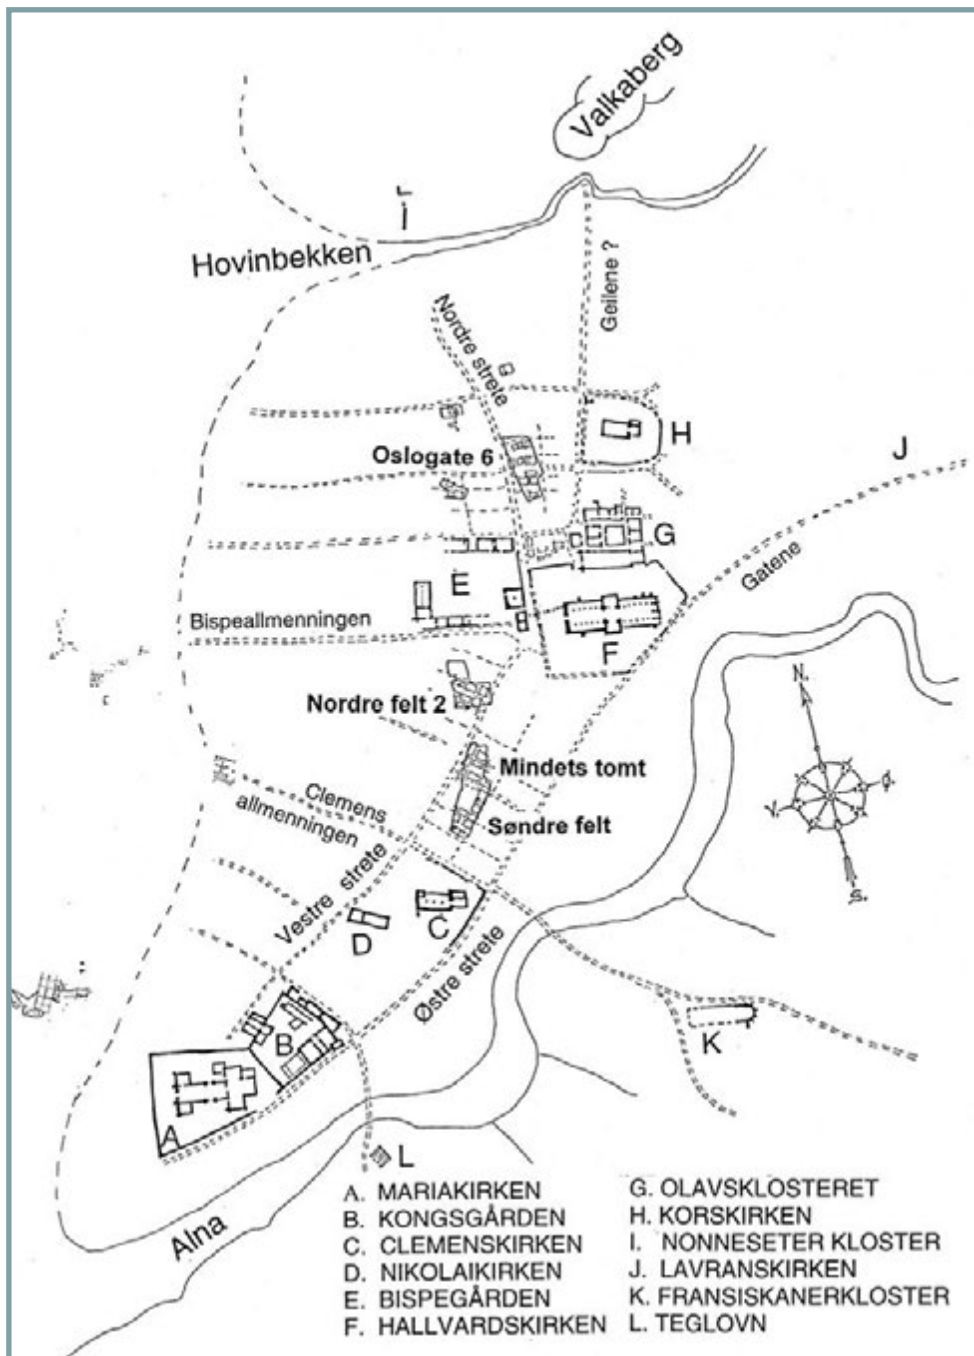 Valkaberg
I
Hovinbekken
Geilene ?
Nordre strete
H
Oslogate 6
J
G
Gatene
E
Bispeallmenningen
F
N.
Nordre felt 2
Mindets tomt
Clemens
allmenningen
V.
Ø.
Søndre felt
S.
Vestre strete
C
D
Østre strete
B
K
A
L
Alna
A. MARIAKIRKEN
B. KONGSGÅRDEN
C. CLEMENSKIRKEN
D. NIKOLAIKIRKEN
E. BISPEGÅRDEN
F. HALLVARDSKIRKEN
G. OLAVSKLOSTERET
H. KORSKIRKEN
I. NONNESETER KLOSTER
J. LAVRANSKIRKEN
K. FRANSISKANERKLOSTER
L. TEGLOVN